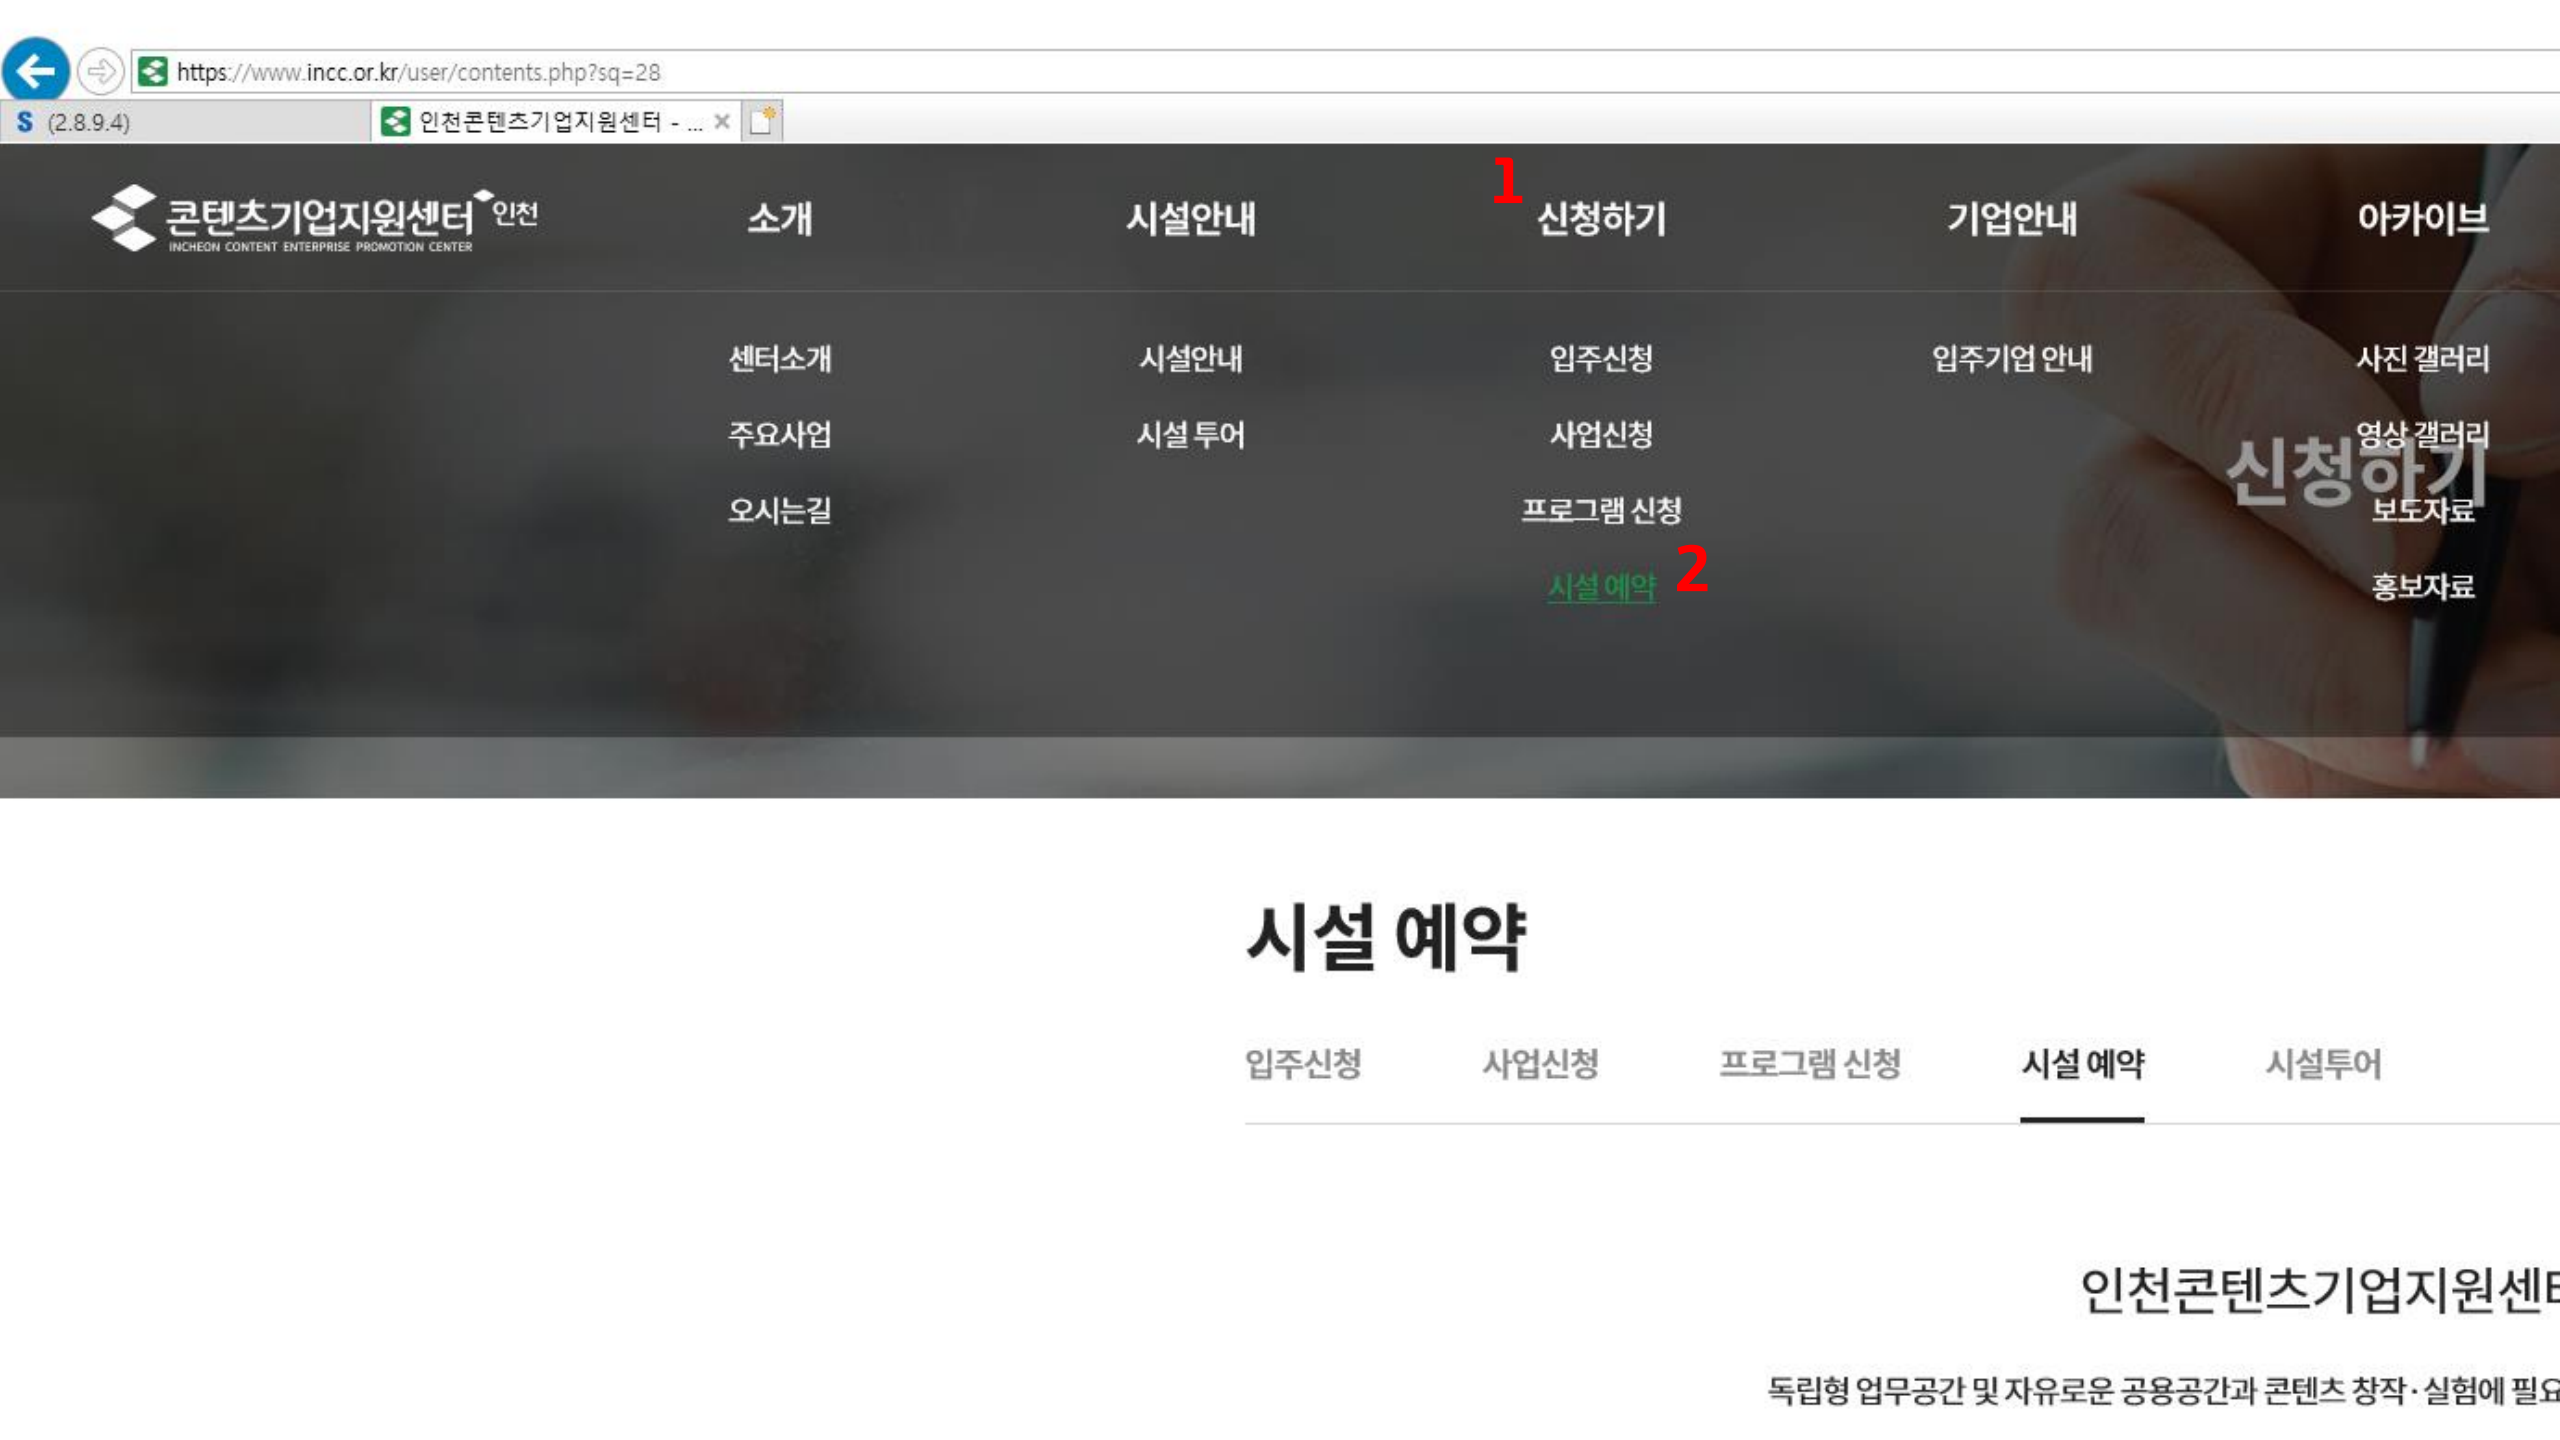 https://www.incc.or.kr/user/contents.php?sq=28
S (2.8.9.4)
인천콘텐츠기업지원센터 - ...
콘텐츠기업지원센터 인천
INCHEON CONTENT ENTERPRISE PROMOTION CENTER
소개 시설안내 1 신청하기 기업안내 아카이브
센터소개 시설안내 입주신청 입주기업 안내 사진 갤러리
주요사업 시설 투어 사업신청 영상 갤러리
신청하기
오시는길 프로그램 신청 보도자료
시설 예약 2 홍보자료
시설 예약
입주신청 사업신청 프로그램 신청 시설 예약 시설투어
인천콘텐츠기업지원센터
독립형 업무공간 및 자유로운 공용공간과 콘텐츠 창작·실험에 필요